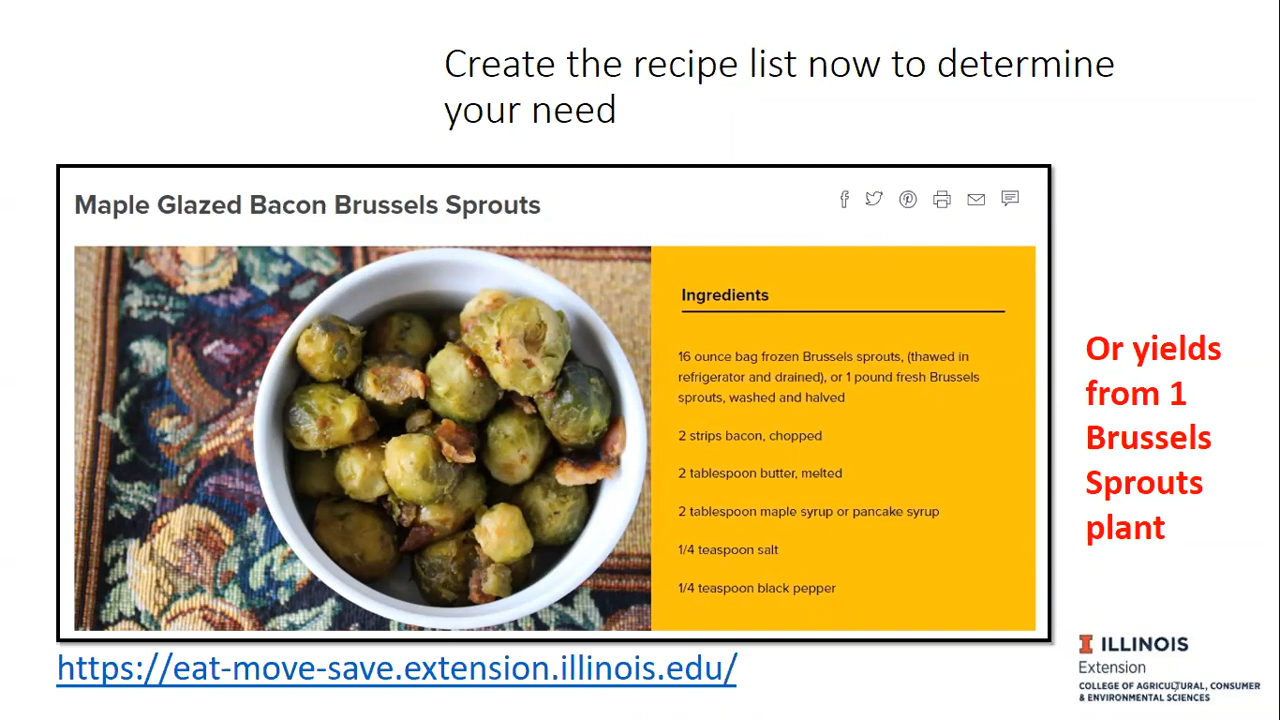 Create the recipe list now to determine
your need
Maple Glazed Bacon Brussels Sprouts
Ingredients
16 ounce bag frozen Brussels sprouts, (thawed in
refrigerator and drained), or 1 pound fresh Brussels
sprouts, washed and halved
2 strips bacon, chopped
2 tablespoon butter, melted
2 tablespoon maple syrup or pancake syrup
1/4 teaspoon salt
1/4 teaspoon black pepper
Or yields
from 1
Brussels
Sprouts
plant
https://eat-move-save.extension.illinois.edu/
I ILLINOIS
Extension
COLLEGE OF AGRICULTURAL, CONSUMER
& ENVIRONMENTAL SCIENCES